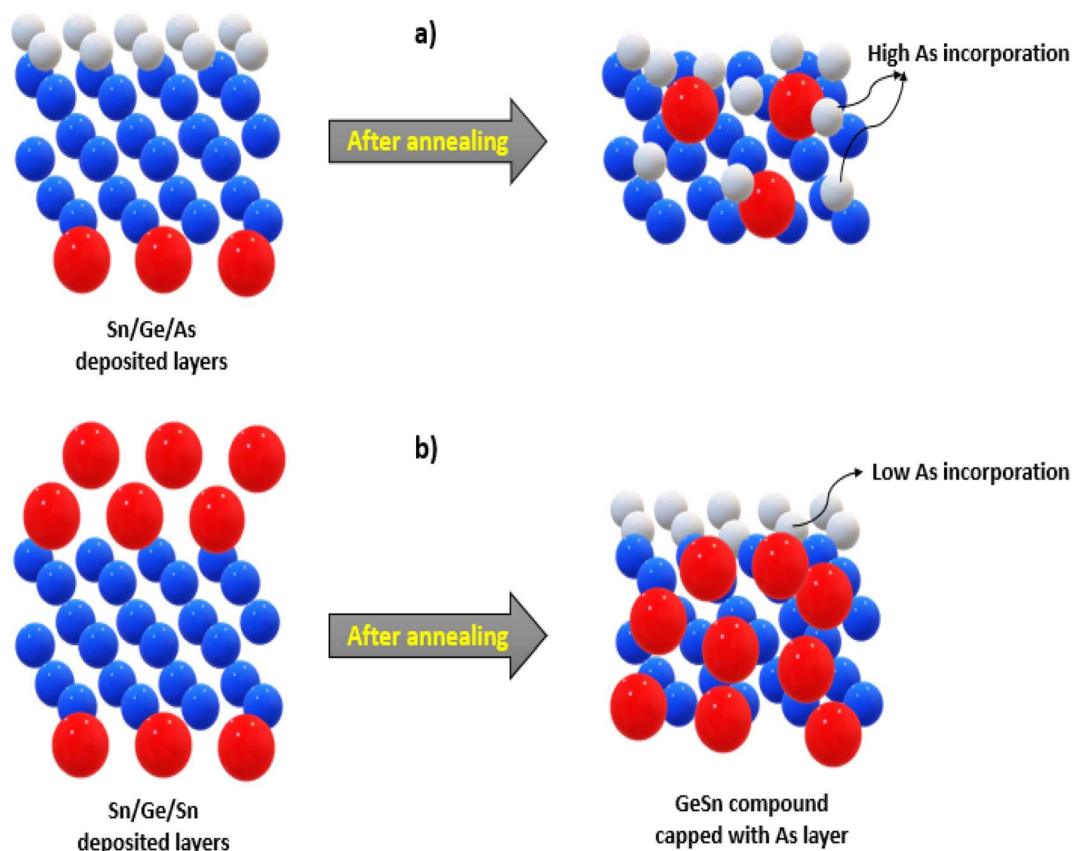 a)
High As incorporation
After annealing
Sn/Ge/As
deposited layers
b)
Low As incorporation
After annealing
Sn/Ge/Sn
deposited layers
GeSn compound
capped with As layer